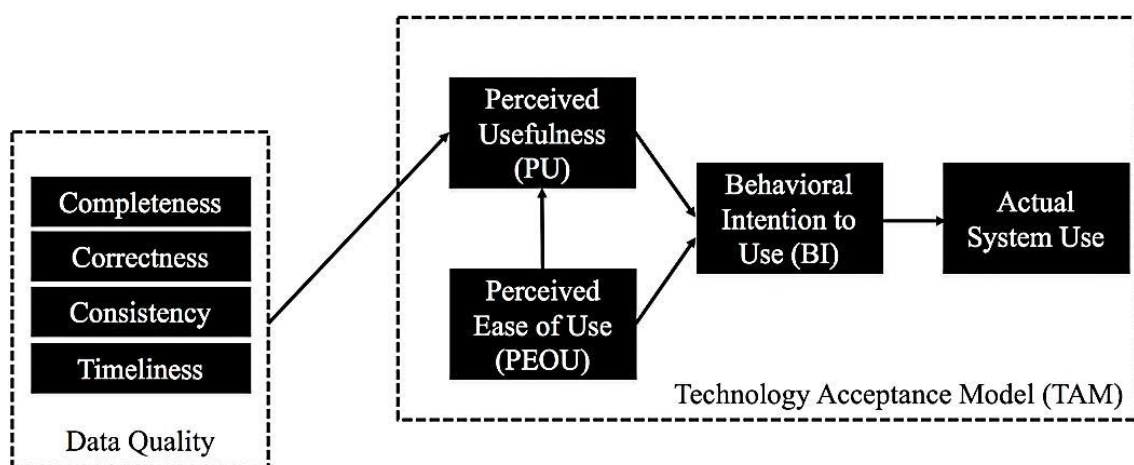 Completeness
Correctness
Consistency
Timeliness
Data Quality
Perceived
Usefulness
(PU)
Perceived
Ease of Use
(PEOU)
Behavioral
Intention to
Use (BI)
Actual
System Use
Technology Acceptance Model (TAM)